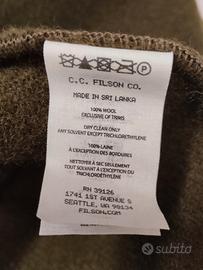 P
C.C. FILSON CO.
MADE IN SRI LANKA
100% WOOL
EXCLUSIVE OF TRIMS
DRY CLEAN ONLY
ANY SOLVENT EXCEPT TRICHLORETHYLENE
100% LAINE
À L'EXCEPTION DES BORDURES
NETTOYER À SEC SEULEMENT
TOUT SOLVANT À L'EXCEPTION DU
TRICHLORÉTHYLÈNE
RN 39126
1741 1ST AVENUE S
SEATTLE, WA 98134
FILSON.COM
subito